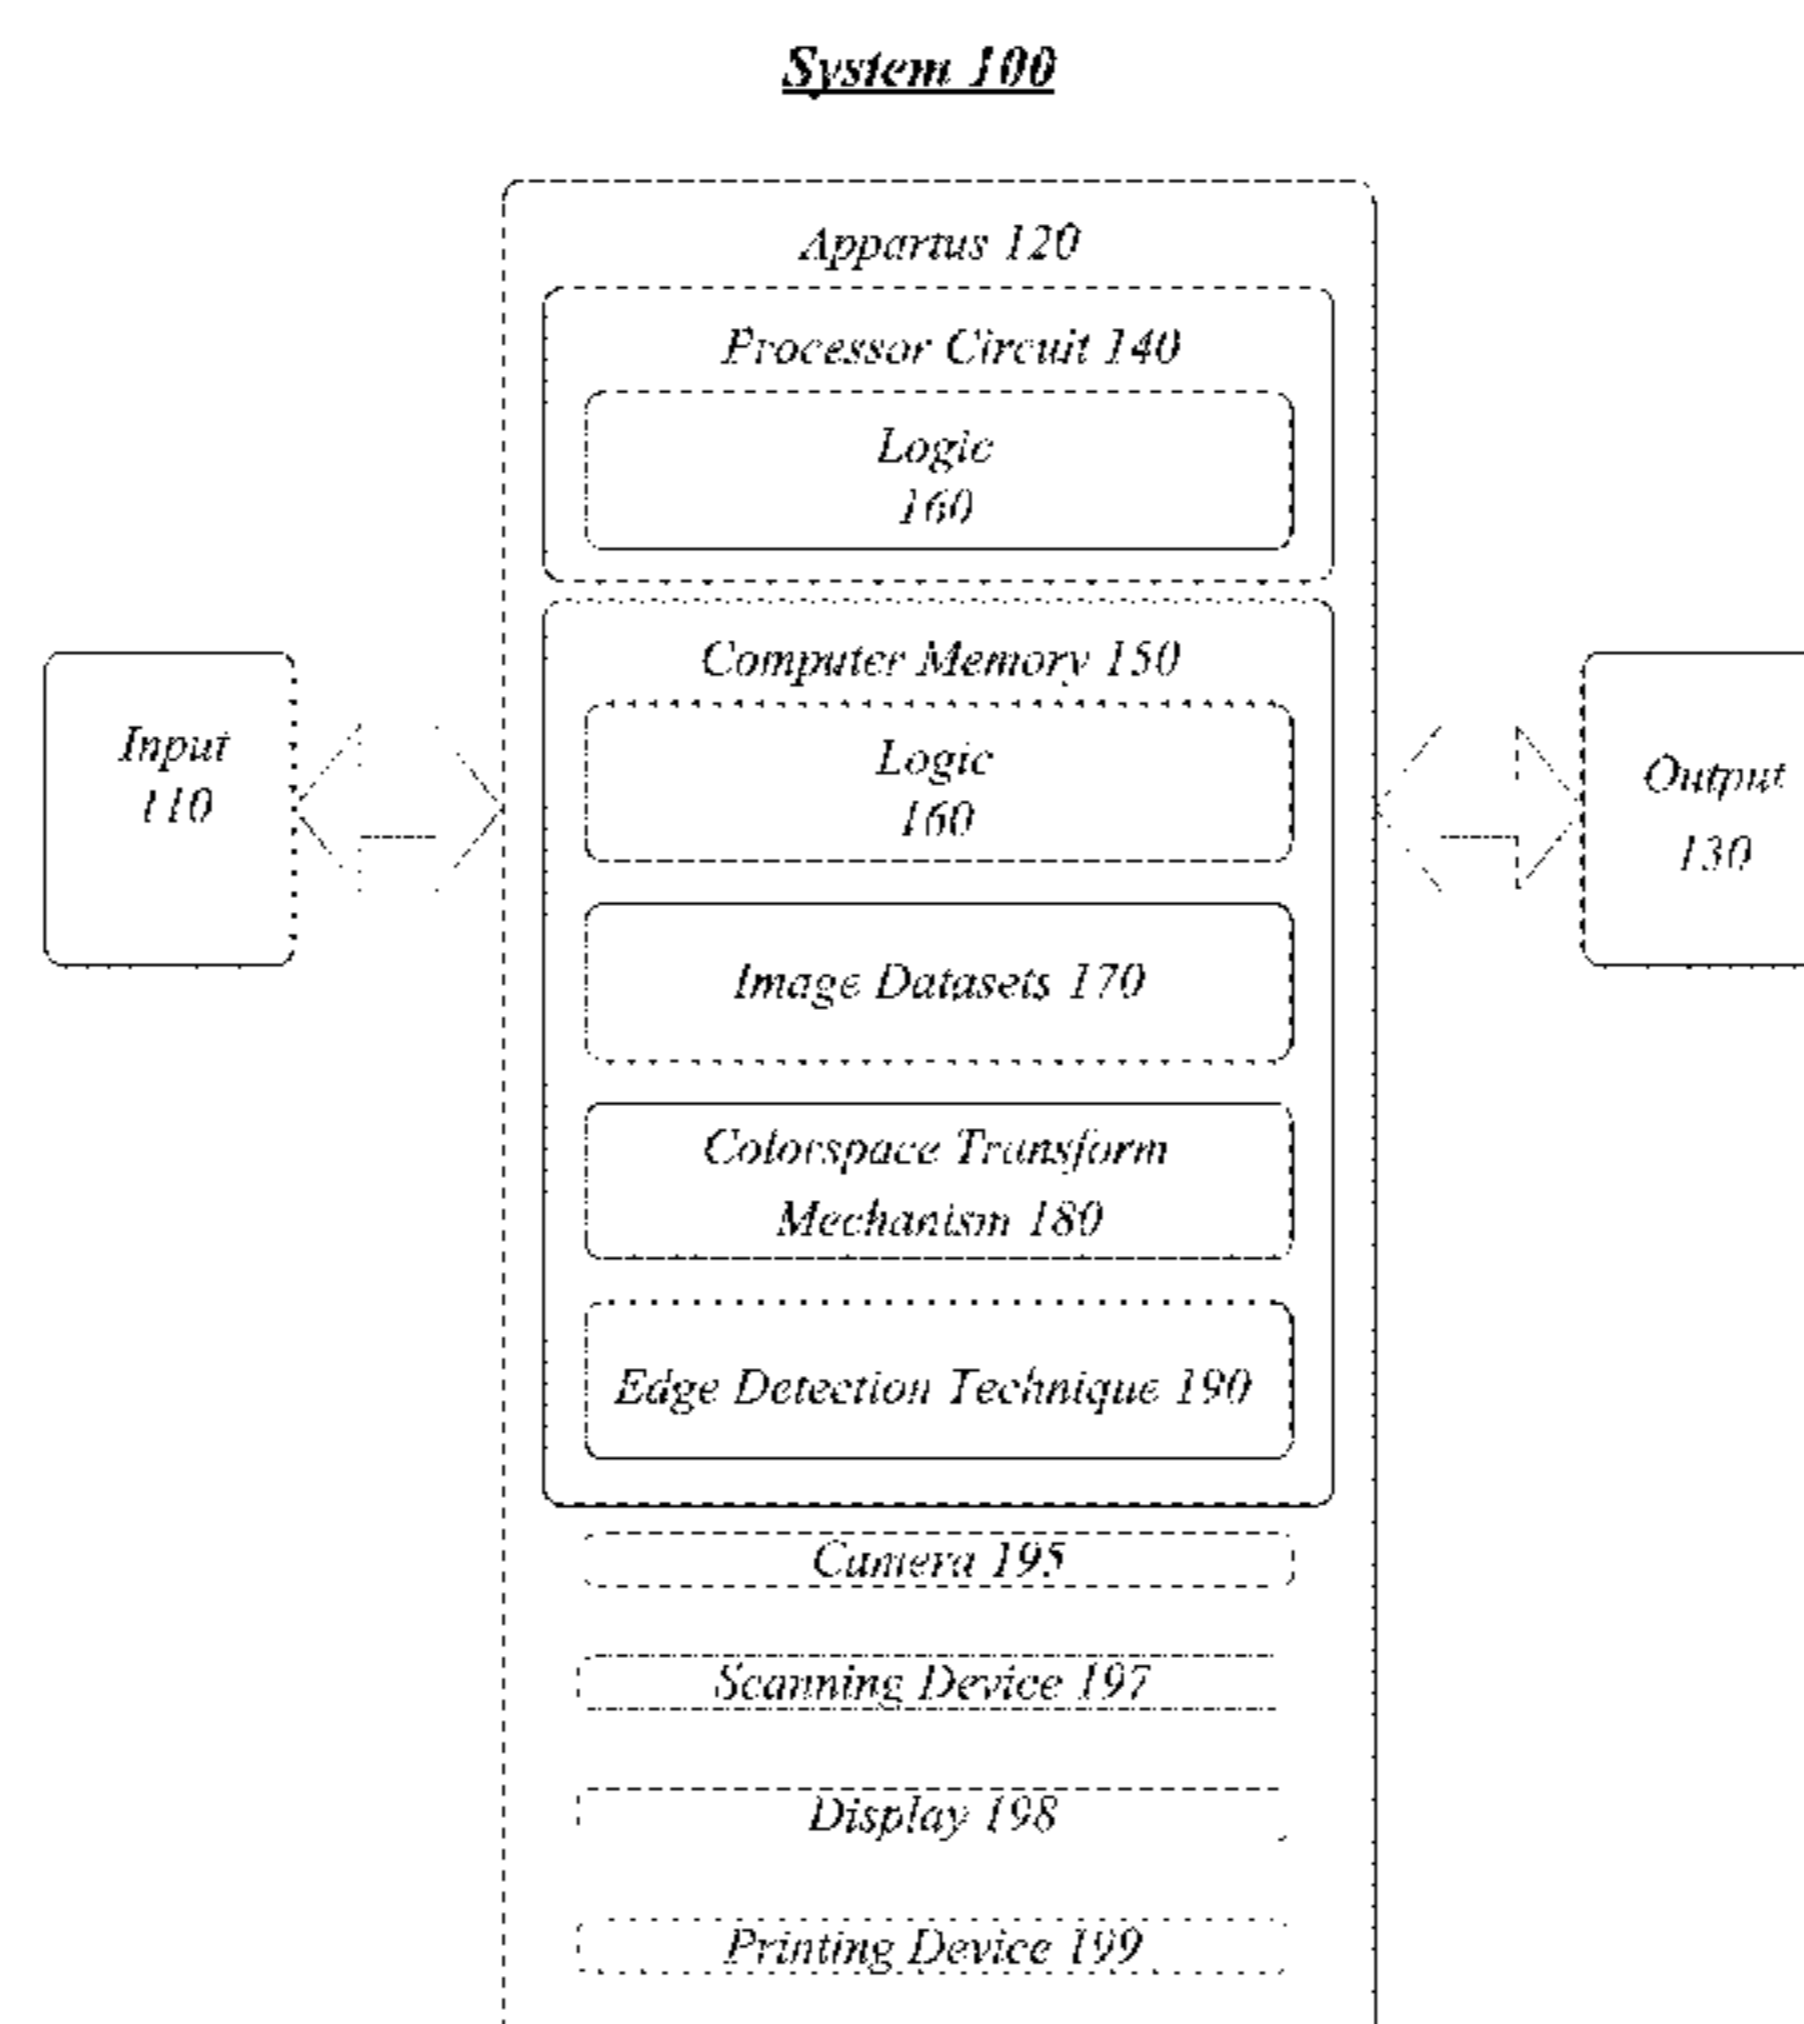 System 100
Appartus 120
Processor Circuit 140
Logic
160
Computer Memory 150
Logic
160
Input
110
Output
130
Image Datasets 170
Colorspace Transform
Mechanism 180
Edge Detection Technique 190
Camera 195
Scanning Device 197
Display 198
Printing Device 199